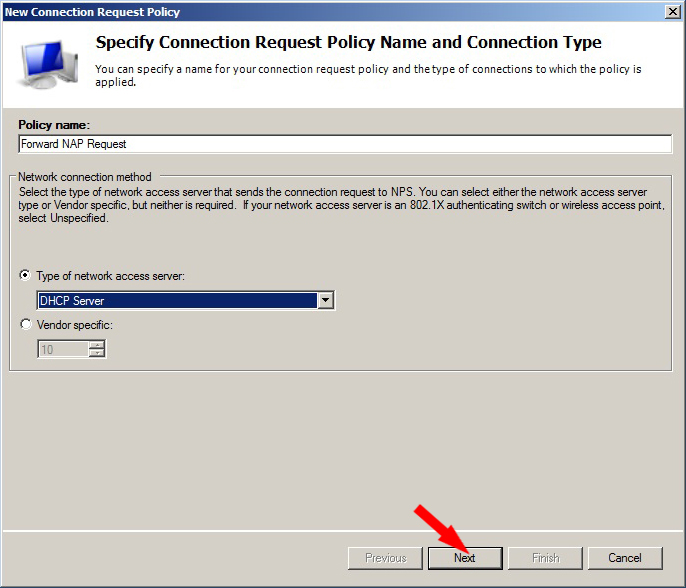 New Connection Request Policy
Specify Connection Request Policy Name and Connection Type
You can specify a name for your connection request policy and the type of connections to which the policy is
applied.
Policy name:
Forward NAP Request
Network connection method
Select the type of network access server that sends the connection request to NPS. You can select either the network access server
type or Vendor specific, but neither is required.  If your network access server is an 802.1X authenticating switch or wireless access point,
select Unspecified.
Type of network access server:
DHCP Server
Vendor specific:
10
Previous
Next
Finish
Cancel